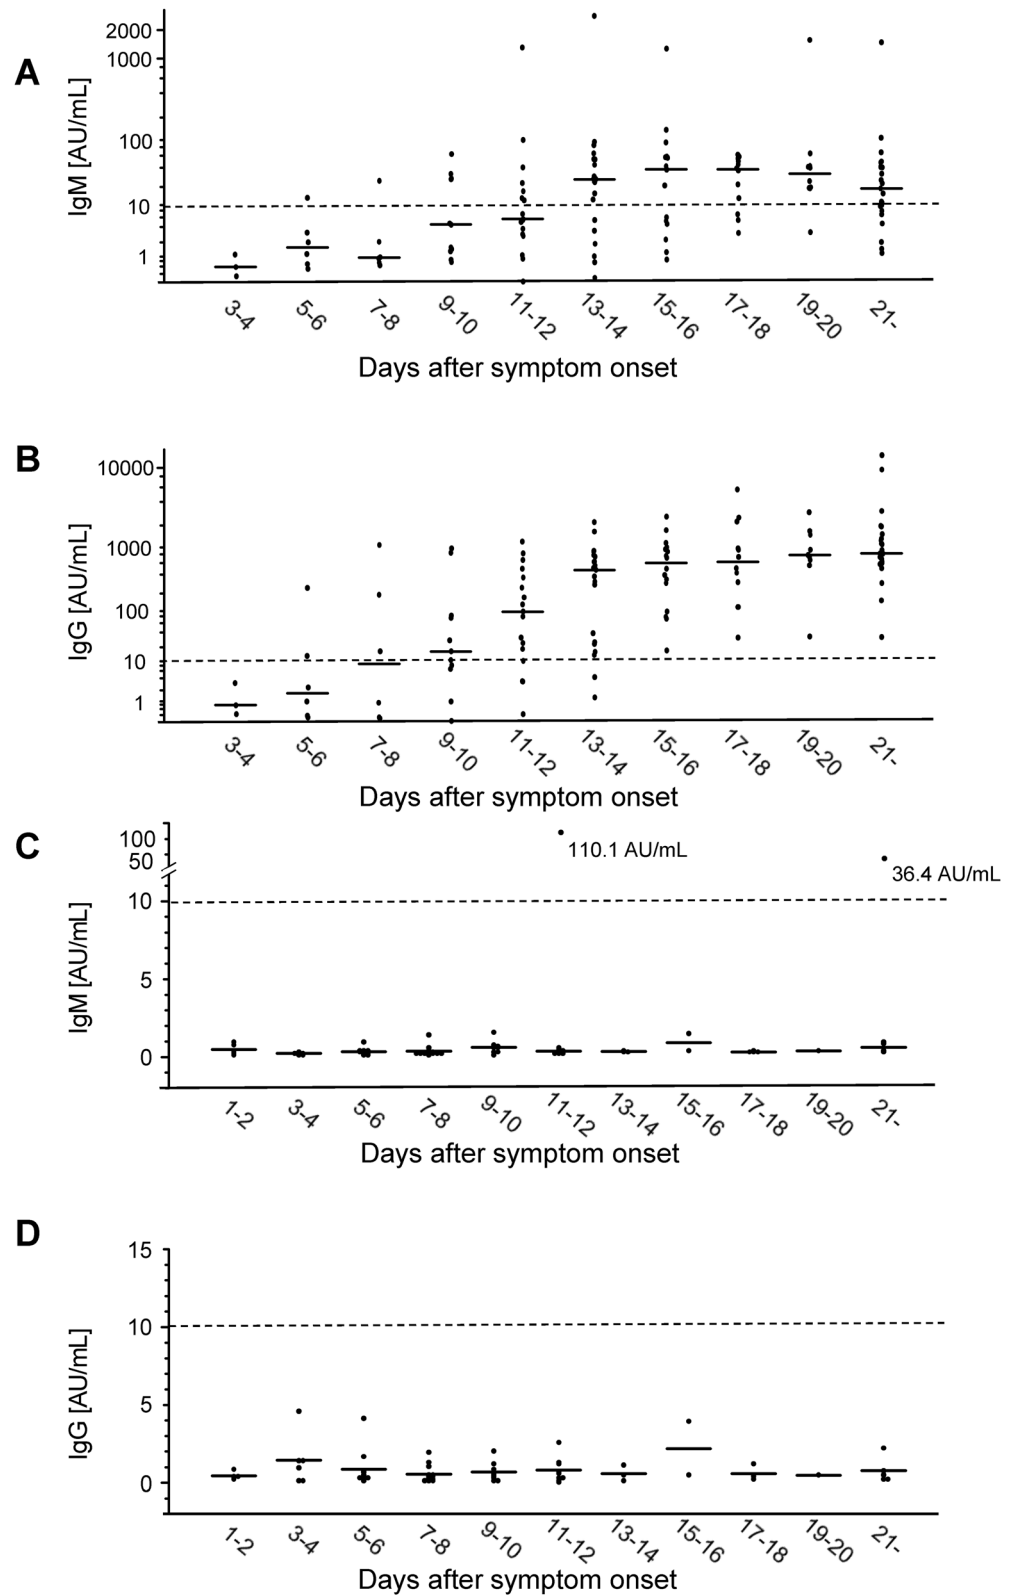 A
IgM [AU/mL]
2000
1000
100
10
1
3-4 5-6 7-8 9-10 11-12 13-14 15-16 17-18 19-20 21-
Days after symptom onset
B
IgG [AU/mL]
10000
1000
100
10
1
3-4 5-6 7-8 9-10 11-12 13-14 15-16 17-18 19-20 21-
Days after symptom onset
C
IgM [AU/mL]
100
50
10
5
0
110.1 AU/mL
36.4 AU/mL
1-2 3-4 5-6 7-8 9-10 11-12 13-14 15-16 17-18 19-20 21-
Days after symptom onset
D
IgG [AU/mL]
15
10
5
0
1-2 3-4 5-6 7-8 9-10 11-12 13-14 15-16 17-18 19-20 21-
Days after symptom onset